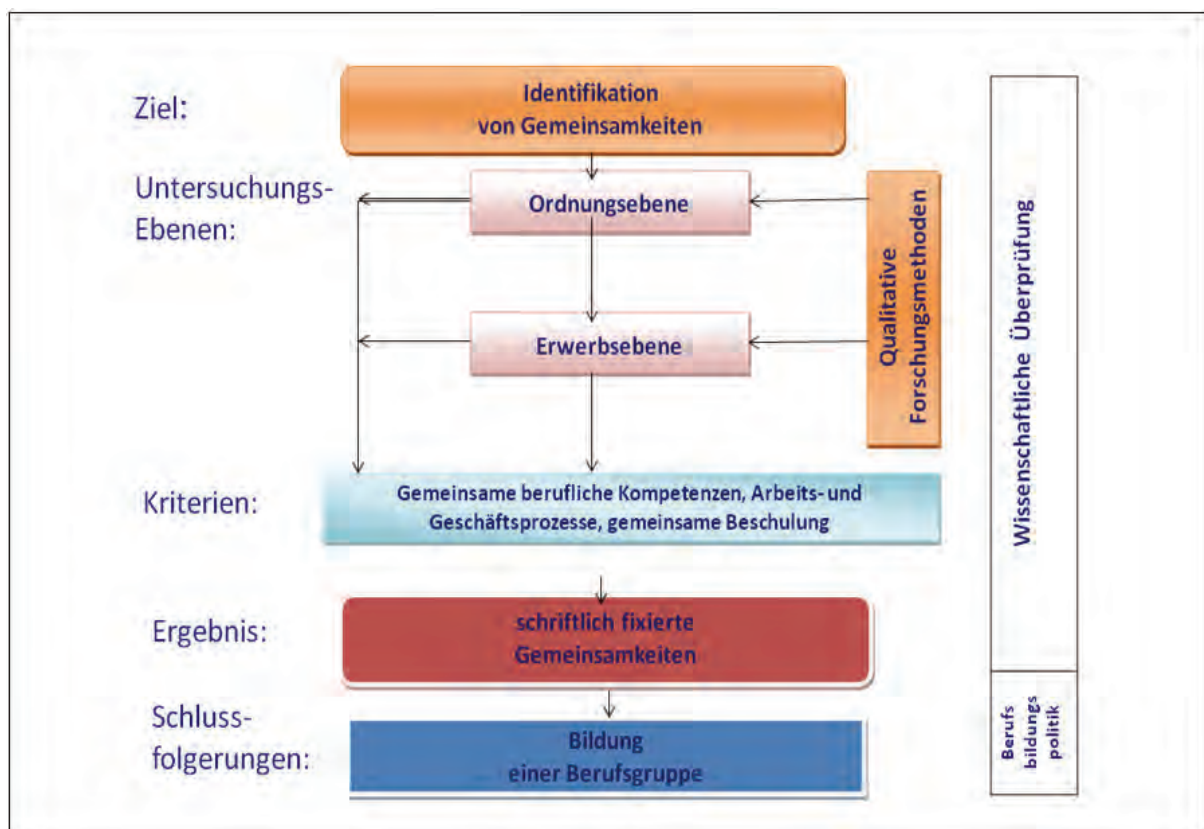 Ziel:
Identifikation
von Gemeinsamkeiten
Untersuchungs-
Ebenen:
Ordnungsebene
Erwerbsebene
Qualitative
Forschungsmethoden
Kriterien:
Gemeinsame berufliche Kompetenzen, Arbeits- und
Geschäftsprozesse, gemeinsame Beschulung
Ergebnis:
schriftlich fixierte
Gemeinsamkeiten
Schluss-
folgerungen:
Bildung
einer Berufsgruppe
Wissenschaftliche Überprüfung
Berufs
bildungs
politik